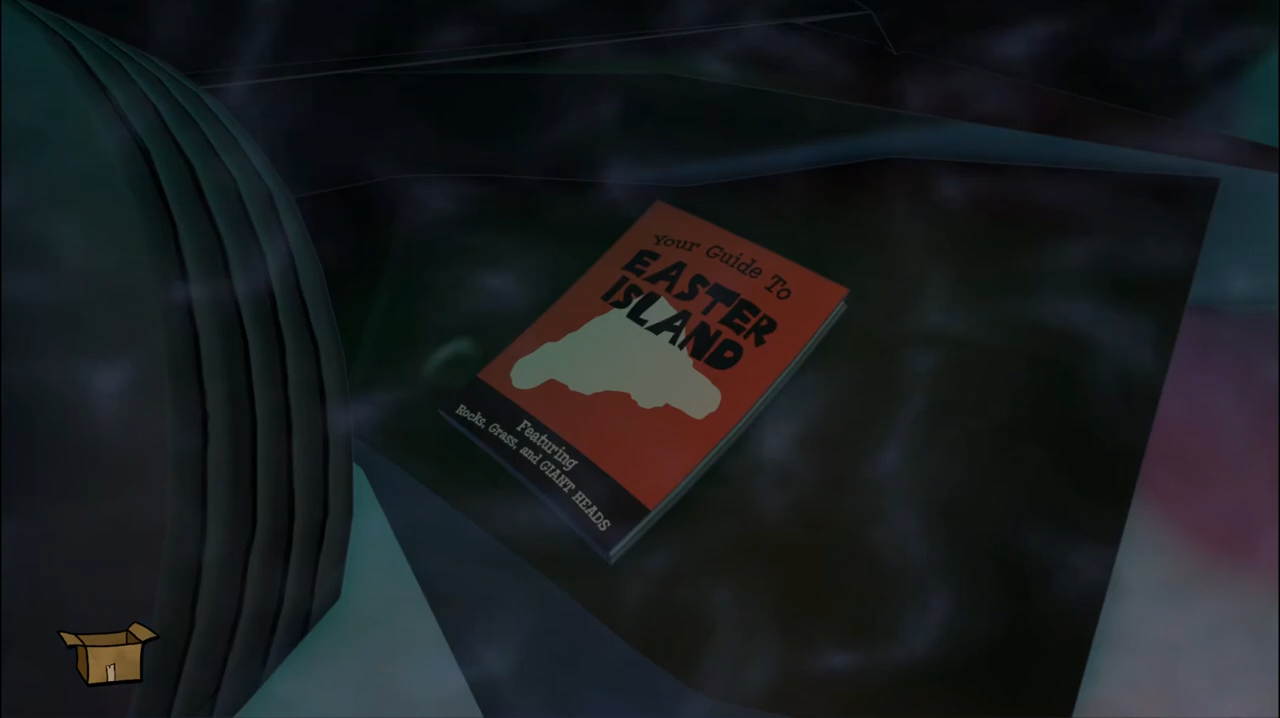 Your Guide To
EASTER
ISLAND
Featuring
Rocks, Grass, and GIANT HEADS